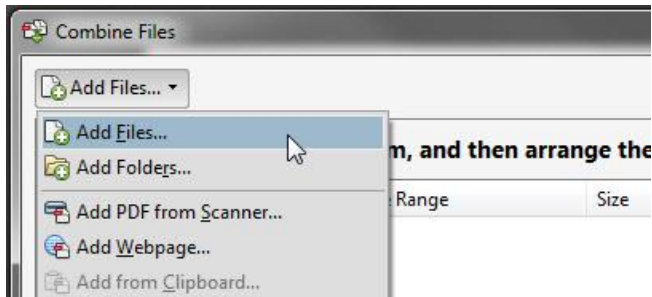 Combine Files
Add Files...
Add Files...
Add Folders...
m, and then arrange the
Range Size
Add PDF from Scanner...
Add Webpage...
Add from Clipboard...